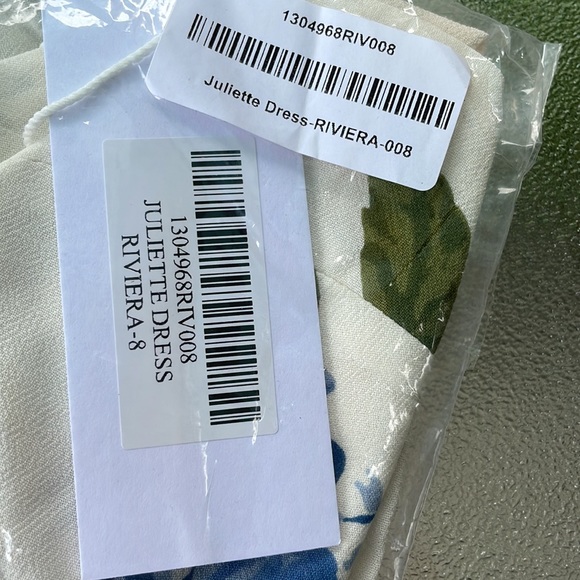 1304968RIV008
Juliette Dress-RIVIERA-008
1304968RIV008
JULIETTE DRESS
RIVIERA-8